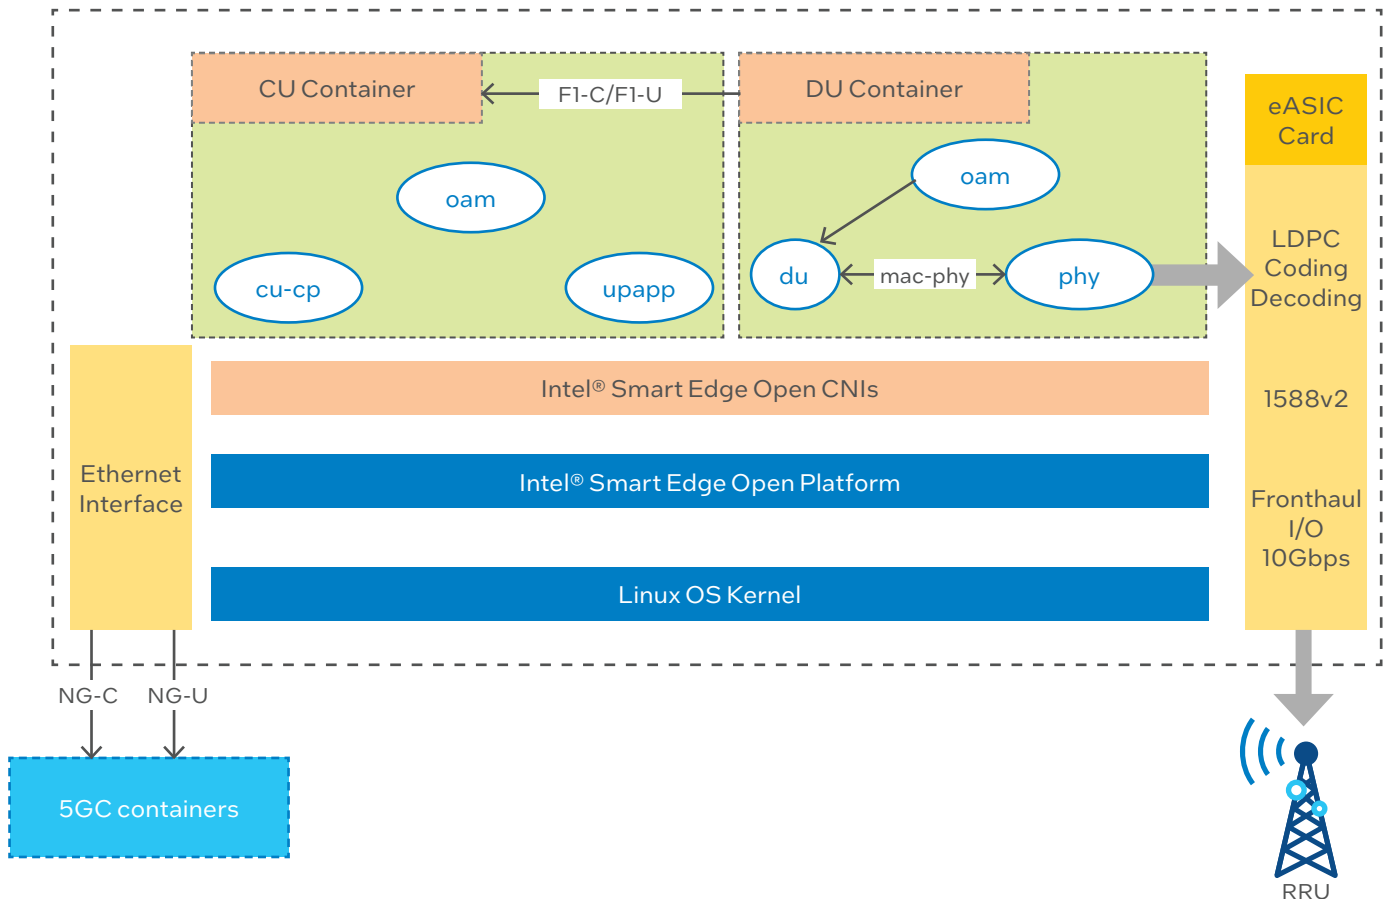 CU Container
F1-C/F1-U
DU Container
eASIC
Card
oam
oam
cu-cp
upapp
du
mac-phy
phy
LDPC
Coding
Decoding
1588v2
Fronthaul
I/O
10Gbps
Intel® Smart Edge Open CNIs
Ethernet
Interface
Intel® Smart Edge Open Platform
Linux OS Kernel
NG-C
NG-U
5GC containers
RRU